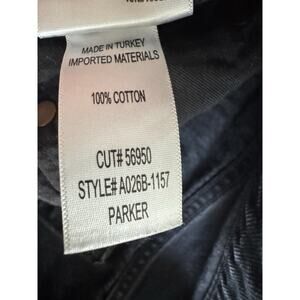 MADE IN TURKEY
IMPORTED MATERIALS
100% COTTON
CUT# 56950
STYLE# A026B-1157
PARKER